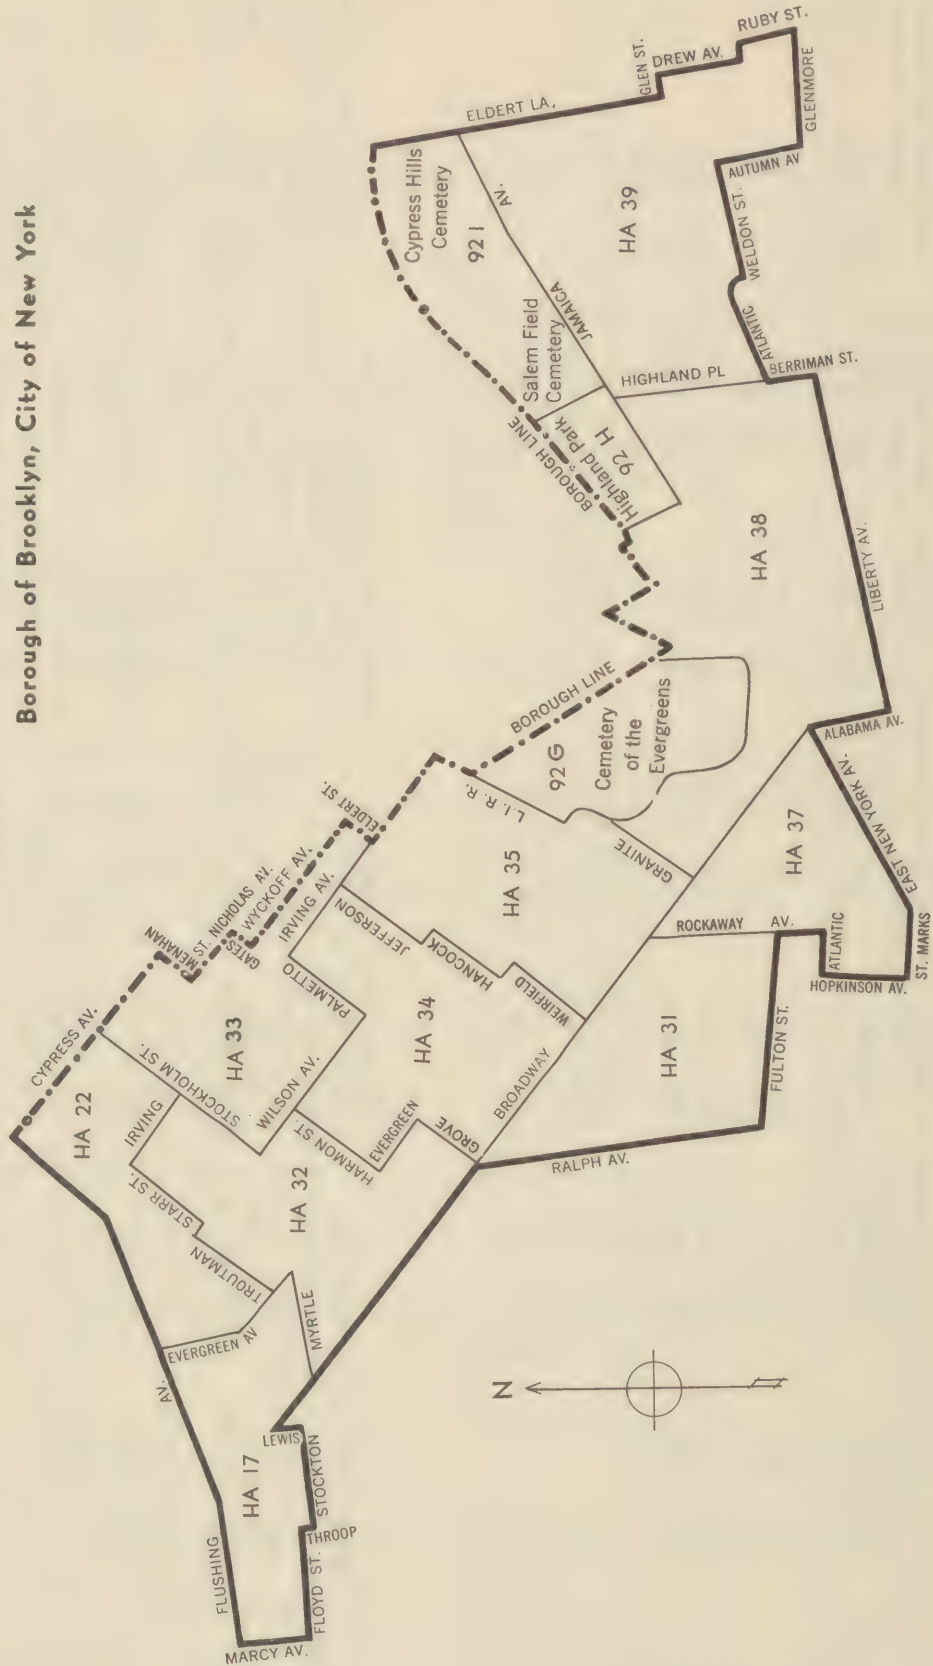 Borough of Brooklyn, City of New York
MARCY AV.
FLUSHING
AV.
FLOYD ST.
THROOP
STOCKTON
LEWIS
HA 17
EVERGREEN AV
MYRTLE
TROUTMAN
STARR ST.
IRVING
HA 22
CYPRESS AV.
HA 32
STOCKHOLM ST.
HA 33
WILSON AV.
HARMON ST.
EVERGREEN
GROVE
MENAHAN
ST. NICHOLAS AV.
GATES
WYCKOFF AV.
IRVING AV.
ELDERT ST.
PALMETTO
HA 34
JEFFERSON
HANCOCK
WEIRFIELD
BROADWAY
HA 35
L.I.R.R.
GRANITE
RALPH AV.
HA 31
FULTON ST.
ROCKAWAY
AV.
ATLANTIC
HOPKINSON AV.
ST. MARKS
HA 37
EAST NEW YORK AV.
ALABAMA AV.
BOROUGH LINE
92 G
Cemetery
of the
Evergreens
HA 38
LIBERTY AV.
BOROUGH LINE
Highland Park
92 H
Salem Field
Cemetery
JAMAICA
AV.
Cypress Hills
Cemetery
92 I
HIGHLAND PL
BERRIMAN ST.
ATLANTIC
WELDON ST.
AUTUMN AV
HA 39
ELDERT LA.
GLEN ST.
DREW AV.
RUBY ST.
GLENMORE
N